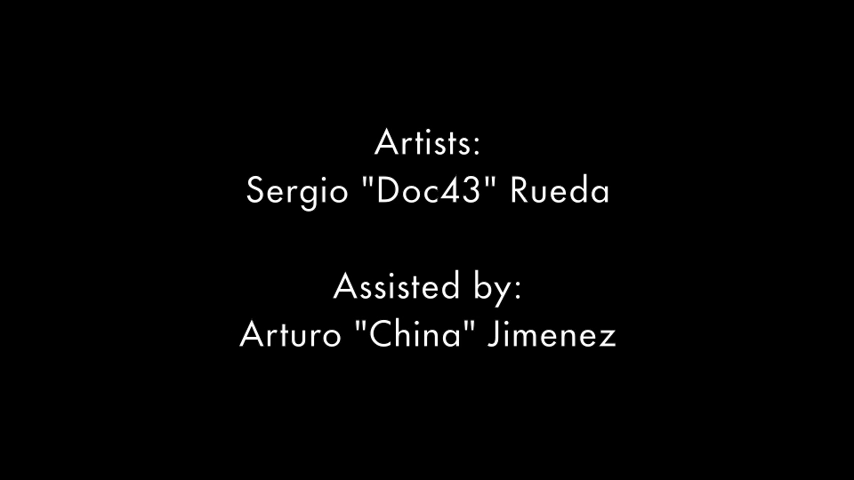 Artists:
Sergio "Doc43" Rueda
Assisted by:
Arturo "China" Jimenez